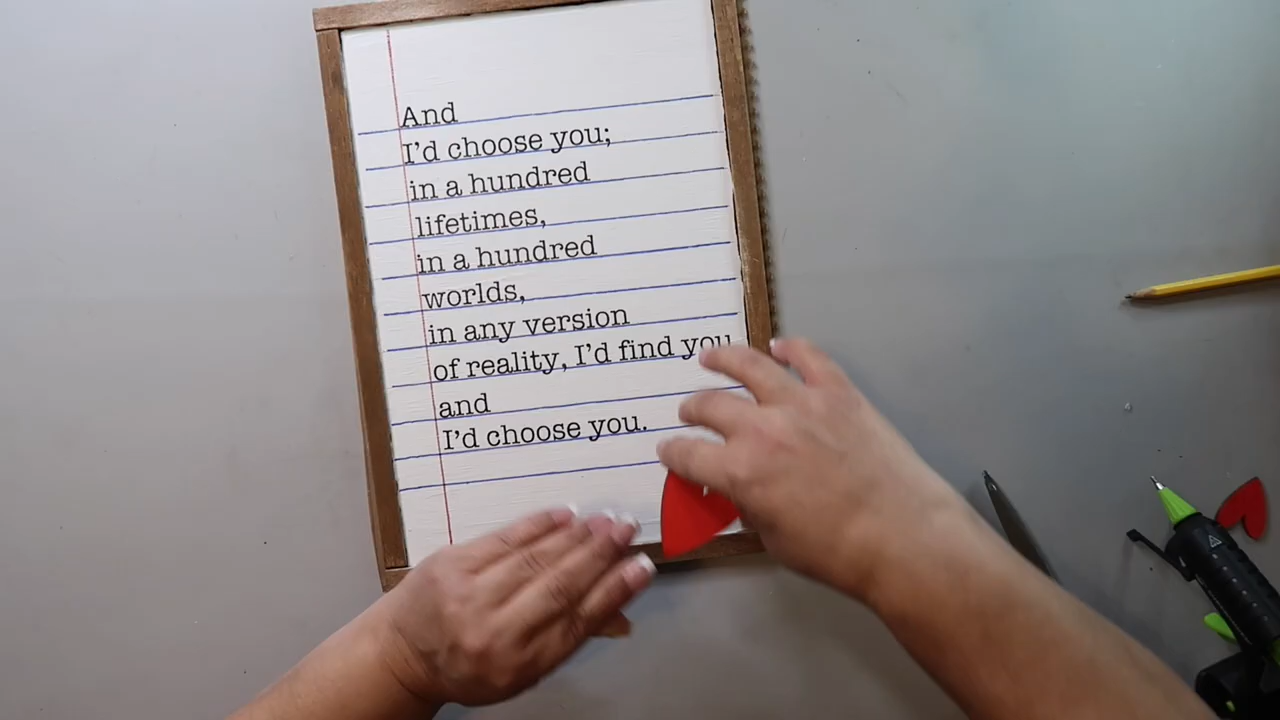 And
I'd choose you;
in a hundred
lifetimes,
in a hundred
worlds,
in any version
of reality, I'd find you
and
I'd choose you.